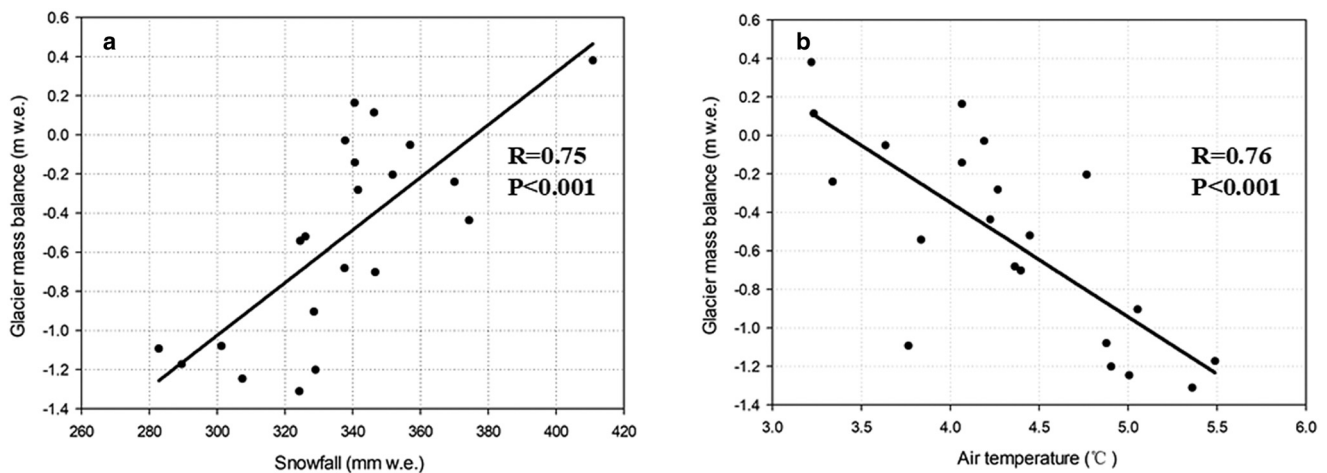 a
Glacier mass balance (m w.e.)
0.6
0.4
0.2
0.0
-0.2
-0.4
-0.6
-0.8
-1.0
-1.2
-1.4
R=0.75
P<0.001
260 280 300 320 340 360 380 400 420
Snowfall (mm w.e.)
b
Glacier mass balance (m w.e.)
0.6
0.4
0.2
0.0
-0.2
-0.4
-0.6
-0.8
-1.0
-1.2
-1.4
R=0.76
P<0.001
3.0 3.5 4.0 4.5 5.0 5.5 6.0
Air temperature (℃ )